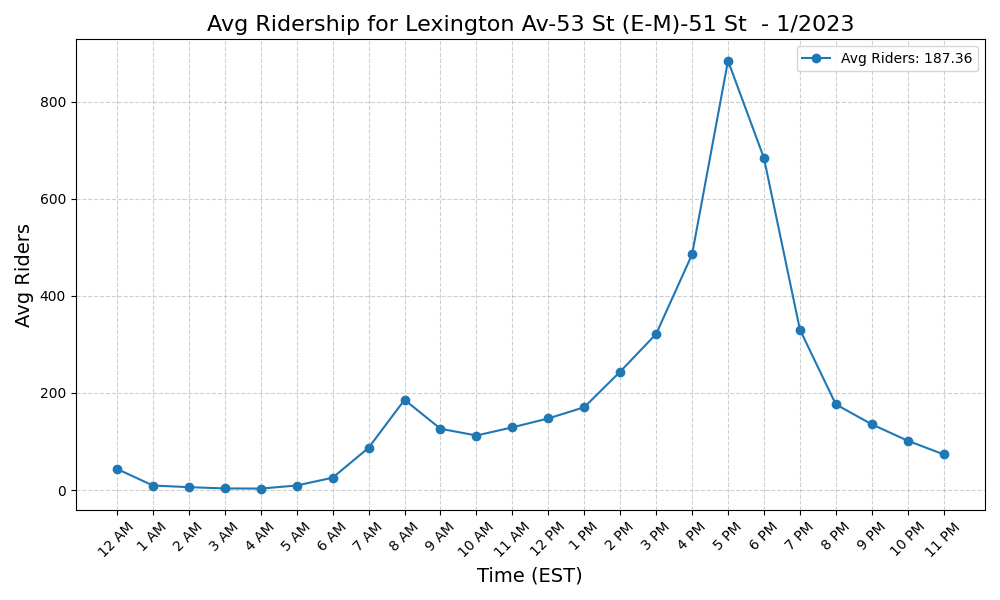 Avg Ridership for Lexington Av-53 St (E-M)-51 St  - 1/2023
Avg Riders: 187.36
Avg Riders
800
600
400
200
0
12 AM
1 AM
2 AM
3 AM
4 AM
5 AM
6 AM
7 AM
8 AM
9 AM
10 AM
11 AM
12 PM
1 PM
2 PM
3 PM
4 PM
5 PM
6 PM
7 PM
8 PM
9 PM
10 PM
11 PM
Time (EST)